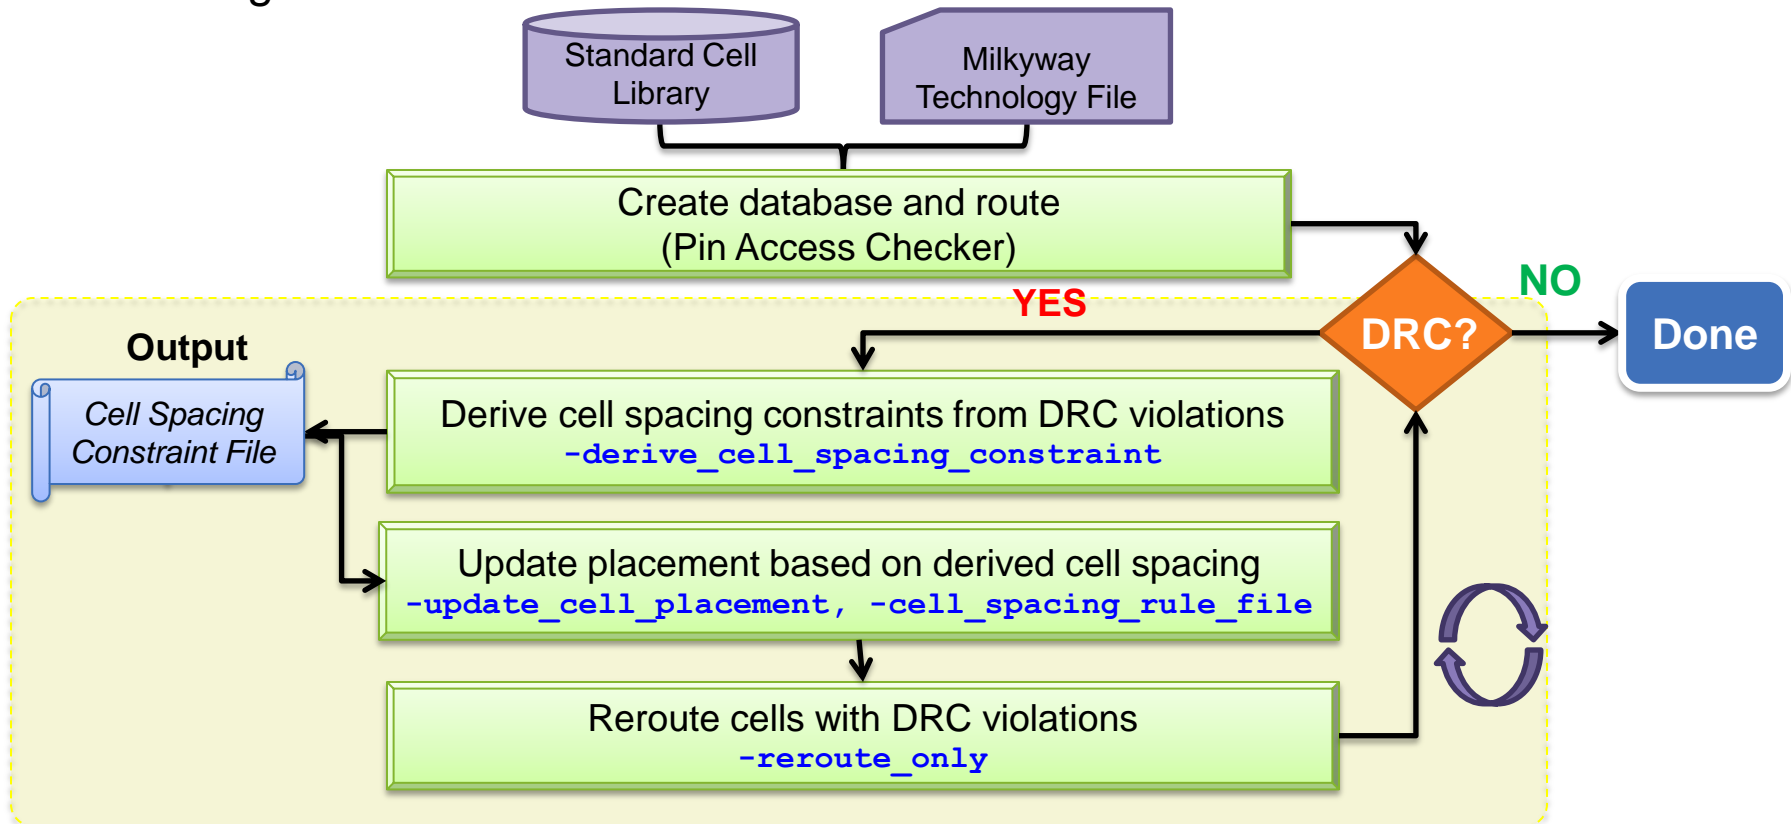 Standard Cell
Library
Milkyway
Technology File
Create database and route
(Pin Access Checker)
YES
NO
DRC?
Done
Output
Cell Spacing
Constraint File
Derive cell spacing constraints from DRC violations
-derive_cell_spacing_constraint
Update placement based on derived cell spacing
-update_cell_placement, -cell_spacing_rule_file
Reroute cells with DRC violations
-reroute_only